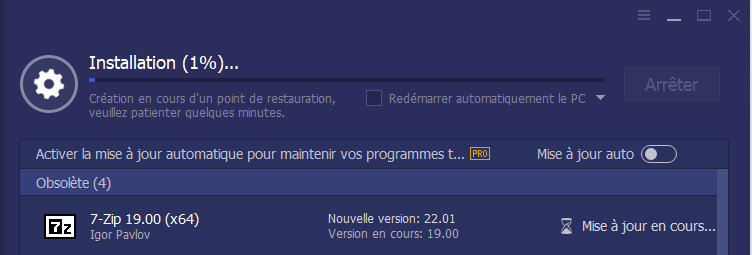 Installation (1%)...
Création en cours d'un point de restauration,
veuillez patienter quelques minutes.
Redémarrer automatiquement le PC
Arrêter
Activer la mise à jour automatique pour maintenir vos programmes t... PRO
Mise à jour auto
Obsolète (4)
7z
7-Zip 19.00 (x64)
Igor Pavlov
Nouvelle version: 22.01
Version en cours: 19.00
Mise à jour en cours...